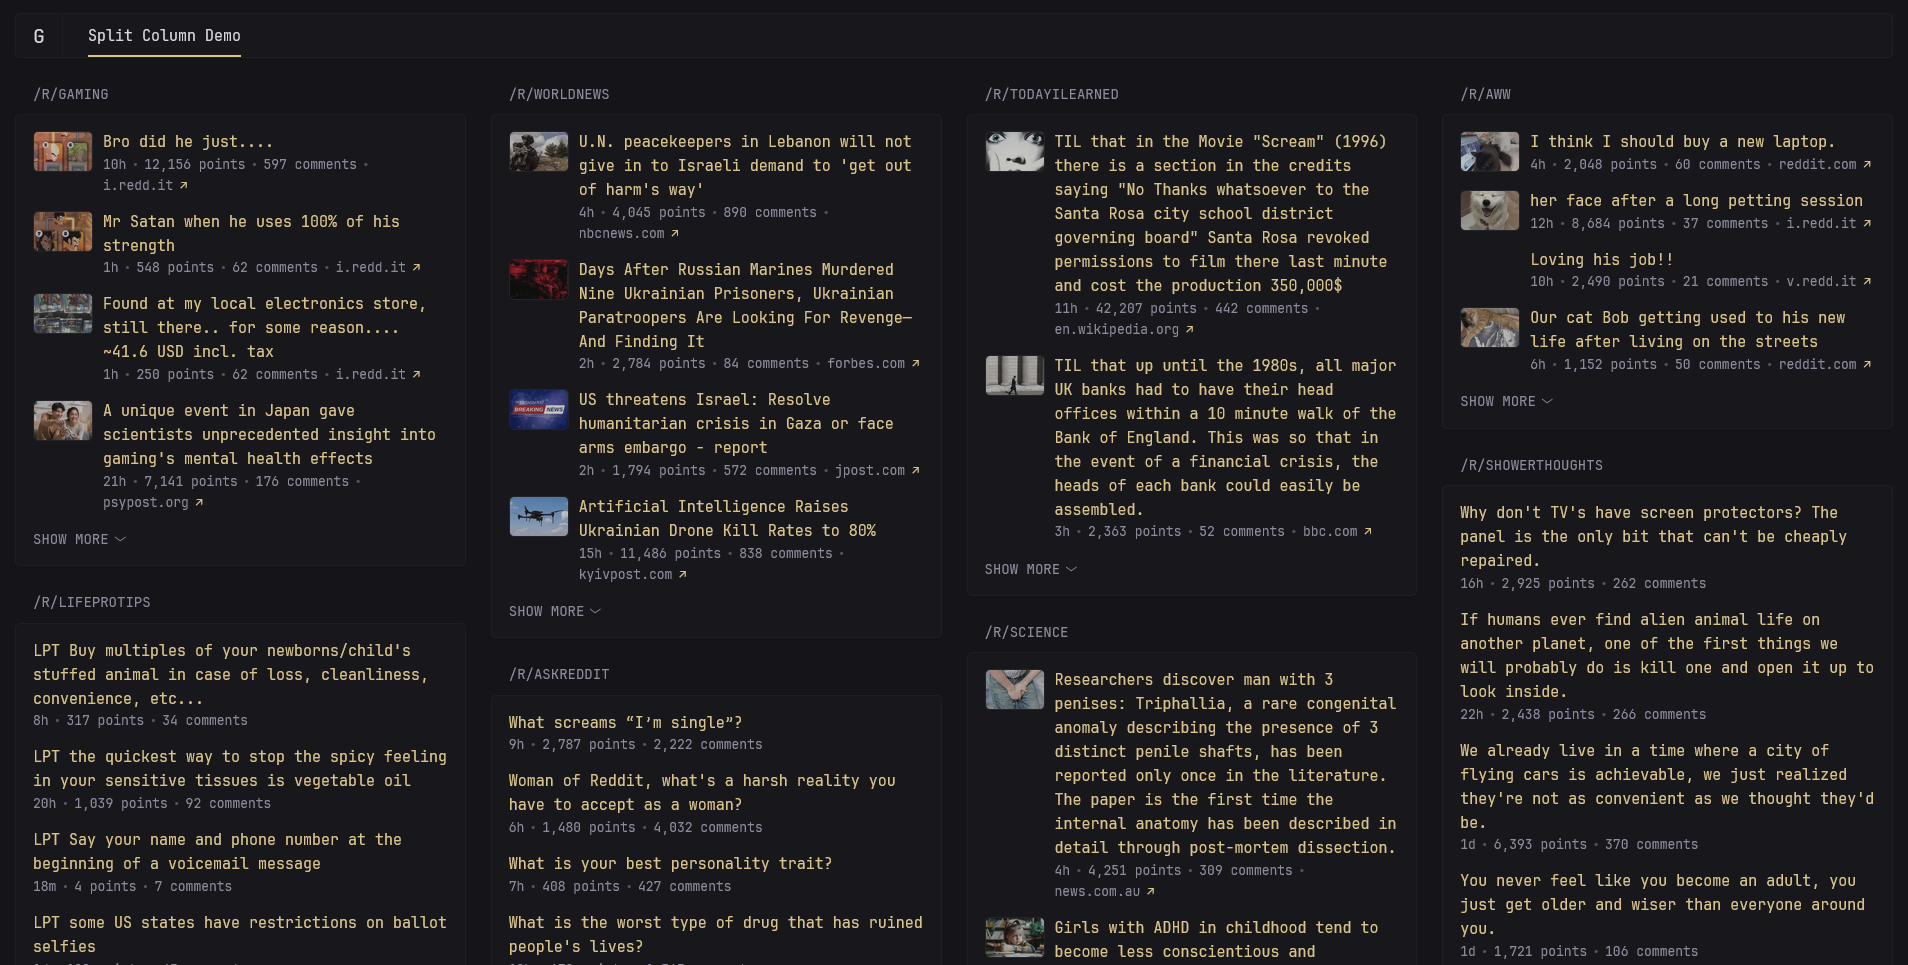 G
Split Column Demo
/R/GAMING
Bro did he just....
10h • 12,156 points • 597 comments •
i.redd.it ↗
Mr Satan when he uses 100% of his
strength
1h • 548 points • 62 comments • i.redd.it ↗
Found at my local electronics store,
still there.. for some reason....
~41.6 USD incl. tax
1h • 250 points • 62 comments • i.redd.it ↗
A unique event in Japan gave
scientists unprecedented insight into
gaming's mental health effects
21h • 7,141 points • 176 comments •
psypost.org ↗
SHOW MORE
/R/LIFEPROTIPS
LPT Buy multiples of your newborns/child's
stuffed animal in case of loss, cleanliness,
convenience, etc...
8h • 317 points • 34 comments
LPT the quickest way to stop the spicy feeling
in your sensitive tissues is vegetable oil
20h • 1,039 points • 92 comments
LPT Say your name and phone number at the
beginning of a voicemail message
18m • 4 points • 7 comments
LPT some US states have restrictions on ballot
selfies
/R/WORLDNEWS
U.N. peacekeepers in Lebanon will not
give in to Israeli demand to 'get out
of harm's way'
4h • 4,045 points • 890 comments •
nbcnews.com ↗
Days After Russian Marines Murdered
Nine Ukrainian Prisoners, Ukrainian
Paratroopers Are Looking For Revenge—
And Finding It
2h • 2,784 points • 84 comments • forbes.com ↗
BREAKING NEWS
US threatens Israel: Resolve
humanitarian crisis in Gaza or face
arms embargo - report
2h • 1,794 points • 572 comments • jpost.com ↗
Artificial Intelligence Raises
Ukrainian Drone Kill Rates to 80%
15h • 11,486 points • 838 comments •
kyivpost.com ↗
SHOW MORE
/R/ASKREDDIT
What screams “I’m single”?
9h • 2,787 points • 2,222 comments
Woman of Reddit, what's a harsh reality you
have to accept as a woman?
6h • 1,480 points • 4,032 comments
What is your best personality trait?
7h • 408 points • 427 comments
What is the worst type of drug that has ruined
people's lives?
/R/TODAYILEARNED
TIL that in the Movie "Scream" (1996)
there is a section in the credits
saying "No Thanks whatsoever to the
Santa Rosa city school district
governing board" Santa Rosa revoked
permissions to film there last minute
and cost the production 350,000$
11h • 42,207 points • 442 comments •
en.wikipedia.org ↗
TIL that up until the 1980s, all major
UK banks had to have their head
offices within a 10 minute walk of the
Bank of England. This was so that in
the event of a financial crisis, the
heads of each bank could easily be
assembled.
3h • 2,363 points • 52 comments • bbc.com ↗
SHOW MORE
/R/SCIENCE
Researchers discover man with 3
penises: Triphallia, a rare congenital
anomaly describing the presence of 3
distinct penile shafts, has been
reported only once in the literature.
The paper is the first time the
internal anatomy has been described in
detail through post-mortem dissection.
4h • 4,251 points • 309 comments •
news.com.au ↗
Girls with ADHD in childhood tend to
become less conscientious and
/R/AWW
I think I should buy a new laptop.
4h • 2,048 points • 60 comments • reddit.com ↗
her face after a long petting session
12h • 8,684 points • 37 comments • i.redd.it ↗
Loving his job!!
10h • 2,490 points • 21 comments • v.redd.it ↗
Our cat Bob getting used to his new
life after living on the streets
6h • 1,152 points • 50 comments • reddit.com ↗
SHOW MORE
/R/SHOWERTHOUGHTS
Why don't TV's have screen protectors? The
panel is the only bit that can't be cheaply
repaired.
16h • 2,925 points • 262 comments
If humans ever find alien animal life on
another planet, one of the first things we
will probably do is kill one and open it up to
look inside.
22h • 2,438 points • 266 comments
We already live in a time where a city of
flying cars is achievable, we just realized
they're not as convenient as we thought they'd
be.
1d • 6,393 points • 370 comments
You never feel like you become an adult, you
just get older and wiser than everyone around
you.
1d • 1,721 points • 106 comments